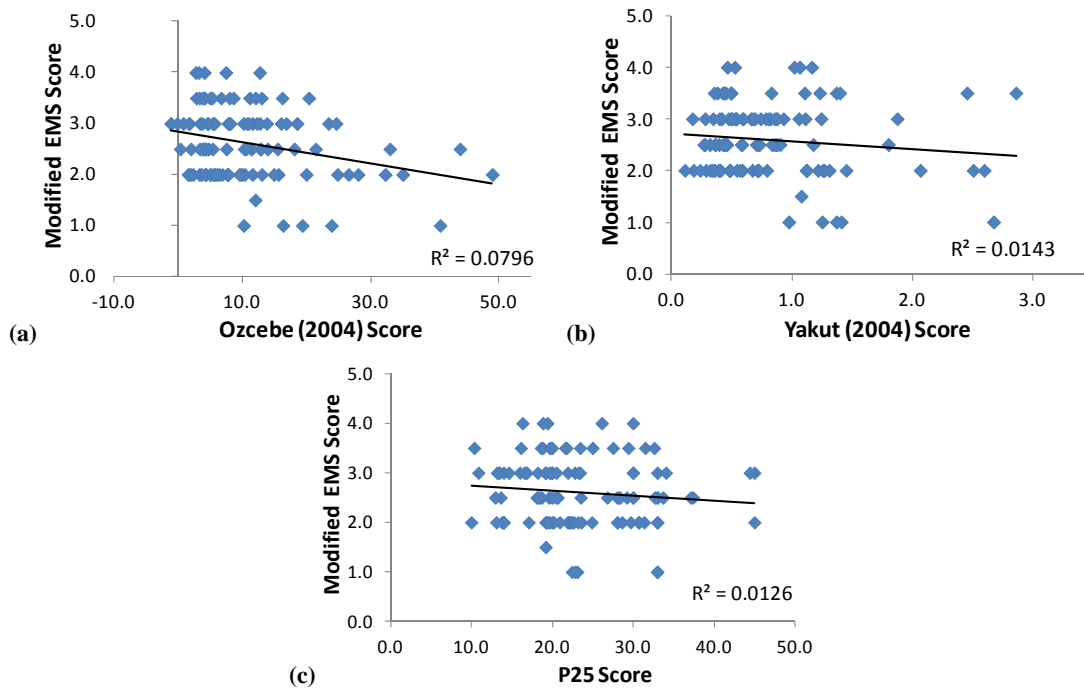 5.0
4.0
3.0
2.0
1.0
0.0
Modified EMS Score
-10.0 10.0 30.0 50.0
R² = 0.0796
(a) Ozcebe (2004) Score
5.0
4.0
3.0
2.0
1.0
0.0
Modified EMS Score
0.0 1.0 2.0 3.0
R² = 0.0143
(b) Yakut (2004) Score
5.0
4.0
3.0
2.0
1.0
0.0
Modified EMS Score
0.0 10.0 20.0 30.0 40.0 50.0
R² = 0.0126
(c) P25 Score